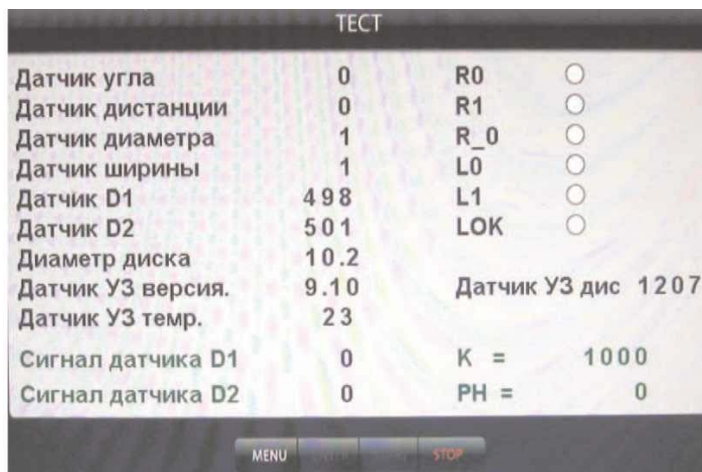 ТЕСТ
Датчик угла 0 R0
Датчик дистанции 0 R1
Датчик диаметра 1 R_0
Датчик ширины 1 L0
Датчик D1 498 L1
Датчик D2 501 LOK
Диаметр диска 10.2
Датчик УЗ версия. 9.10 Датчик УЗ дис 1207
Датчик УЗ темр. 23
Сигнал датчика D1 0 K = 1000
Сигнал датчика D2 0 PH = 0
MENU STOP